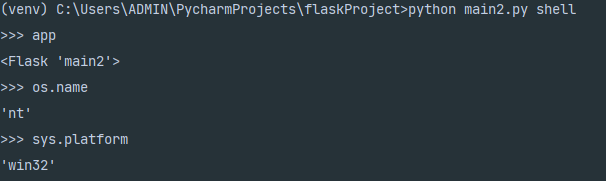 (venv) C:\Users\ADMIN\PycharmProjects\flaskProject>python main2.py shell
>>> app
<Flask 'main2'>
>>> os.name
'nt'
>>> sys.platform
'win32'